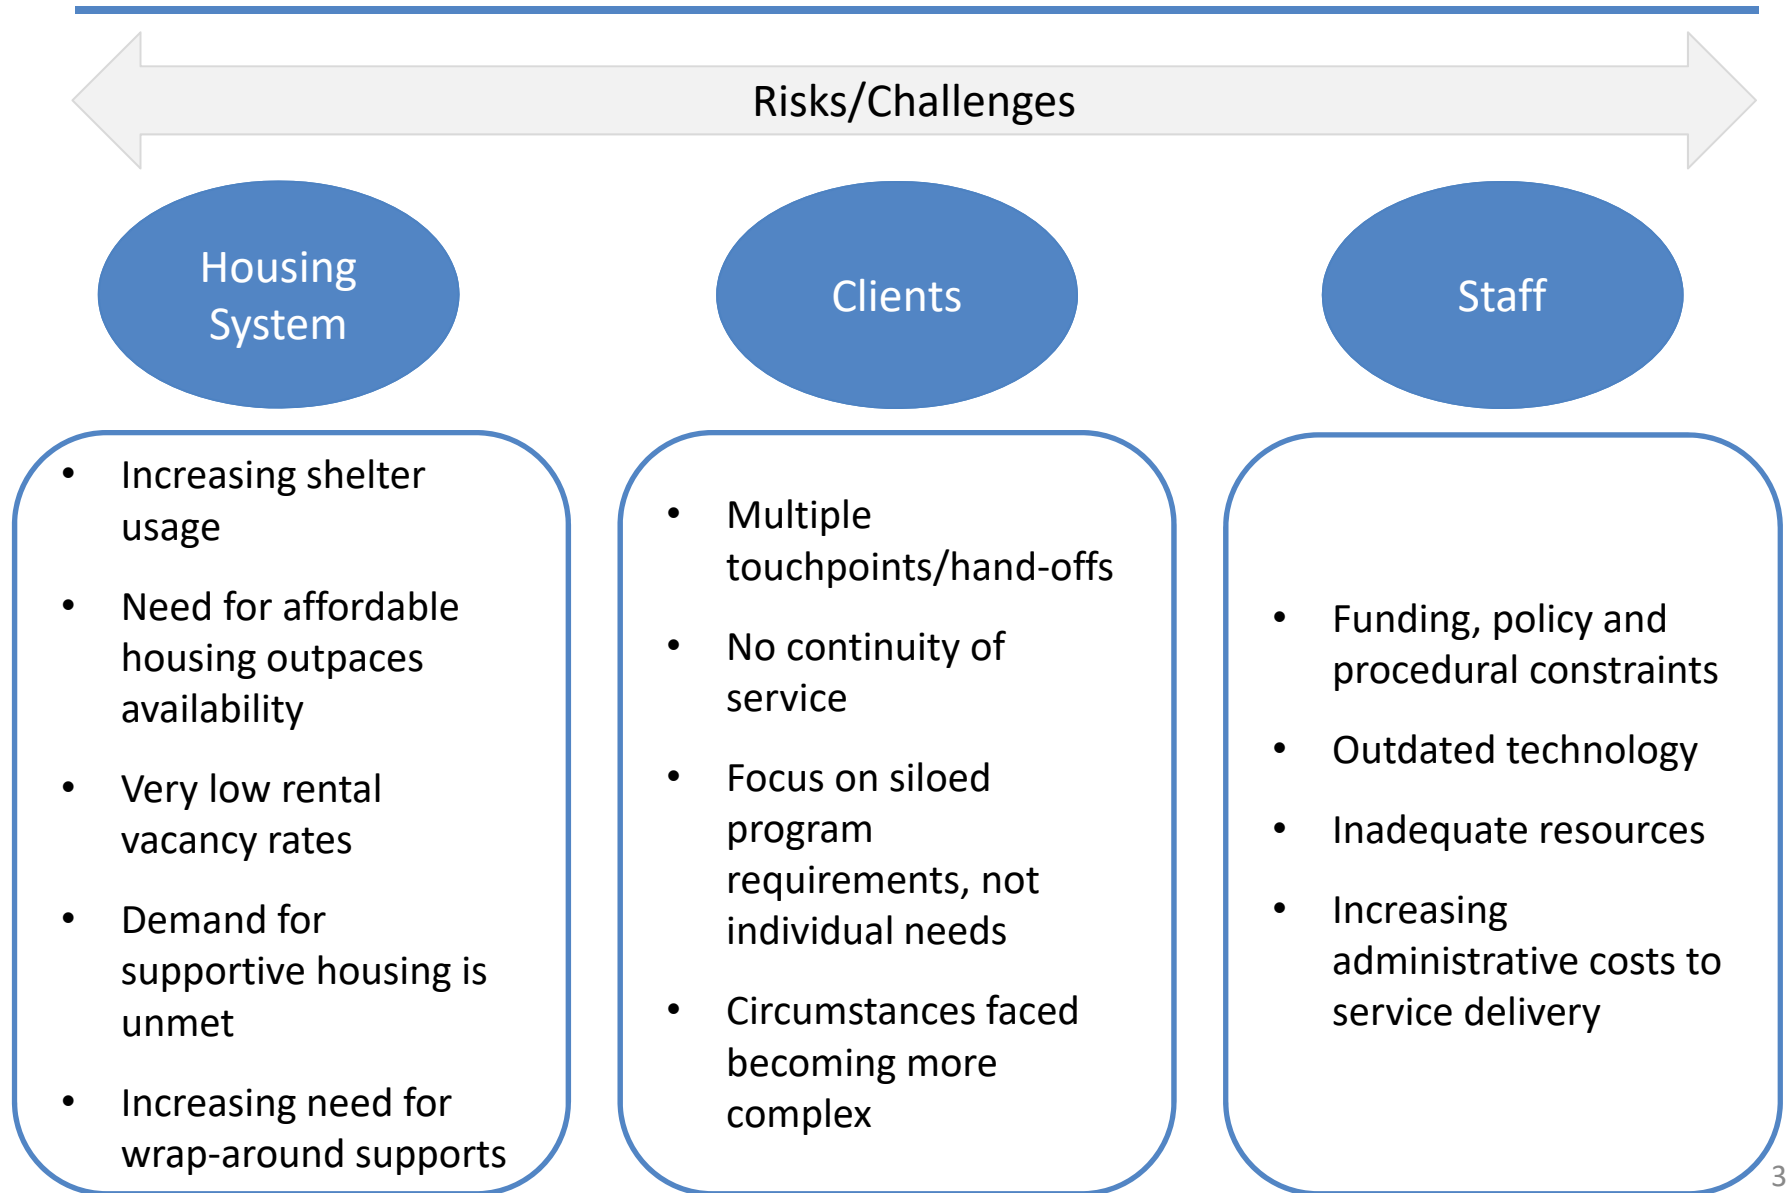 Risks/Challenges
Housing
System
Clients
Staff
• Increasing shelter
usage
• Need for affordable
housing outpaces
availability
• Very low rental
vacancy rates
• Demand for
supportive housing is
unmet
• Increasing need for
wrap-around supports
• Multiple
touchpoints/hand-offs
• No continuity of
service
• Focus on siloed
program
requirements, not
individual needs
• Circumstances faced
becoming more
complex
• Funding, policy and
procedural constraints
• Outdated technology
• Inadequate resources
• Increasing
administrative costs to
service delivery
3